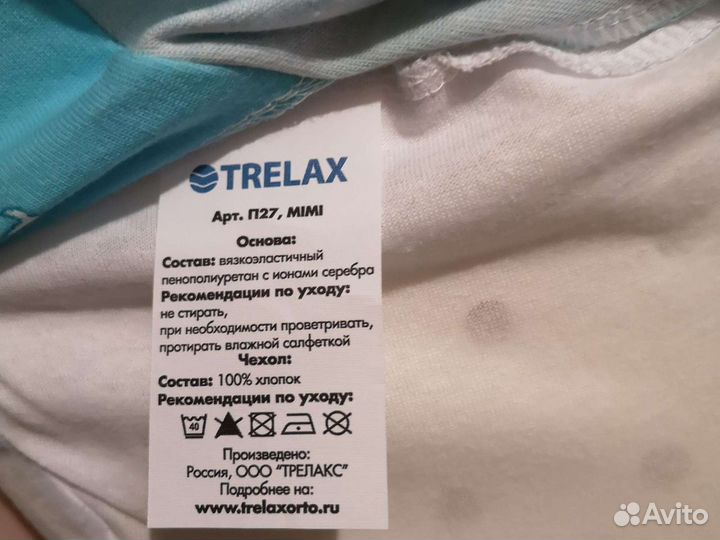 TRELAX
Арт. П27, MIMI
Основа:
Состав: вязкоэластичный
пенополиуретан с ионами серебра
Рекомендации по уходу:
не стирать,
при необходимости проветривать,
протирать влажной салфеткой
Чехол:
Состав: 100% хлопок
Рекомендации по уходу:
40
Произведено:
Россия, ООО "ТРЕЛАКС"
Подробнее на:
www.trelaxorto.ru
Avito